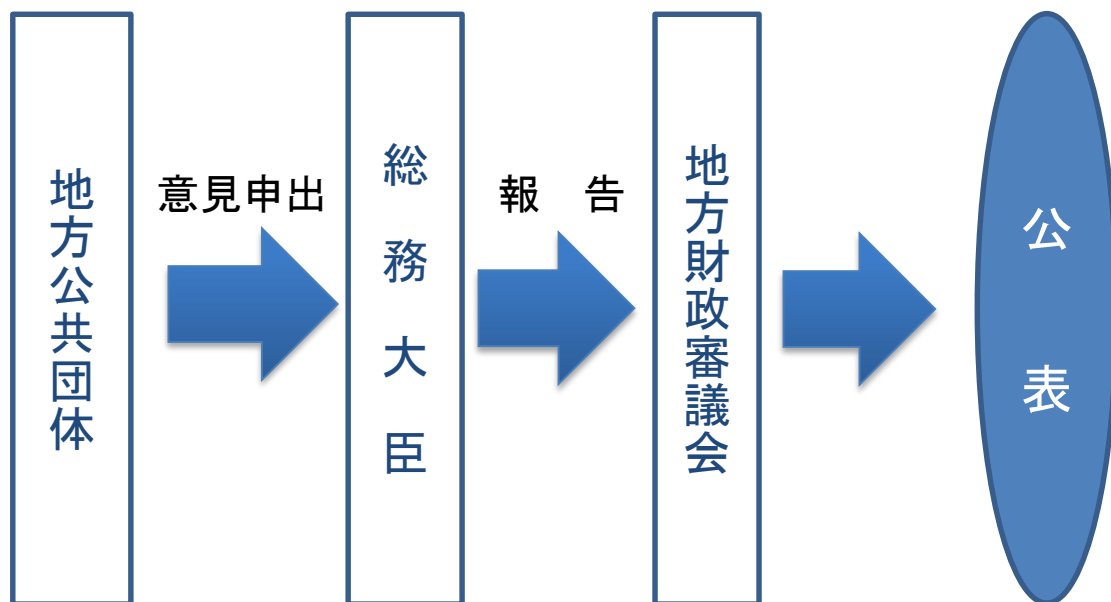 地方公共団体
意見申出
総務大臣
報　告
地方財政審議会
公表